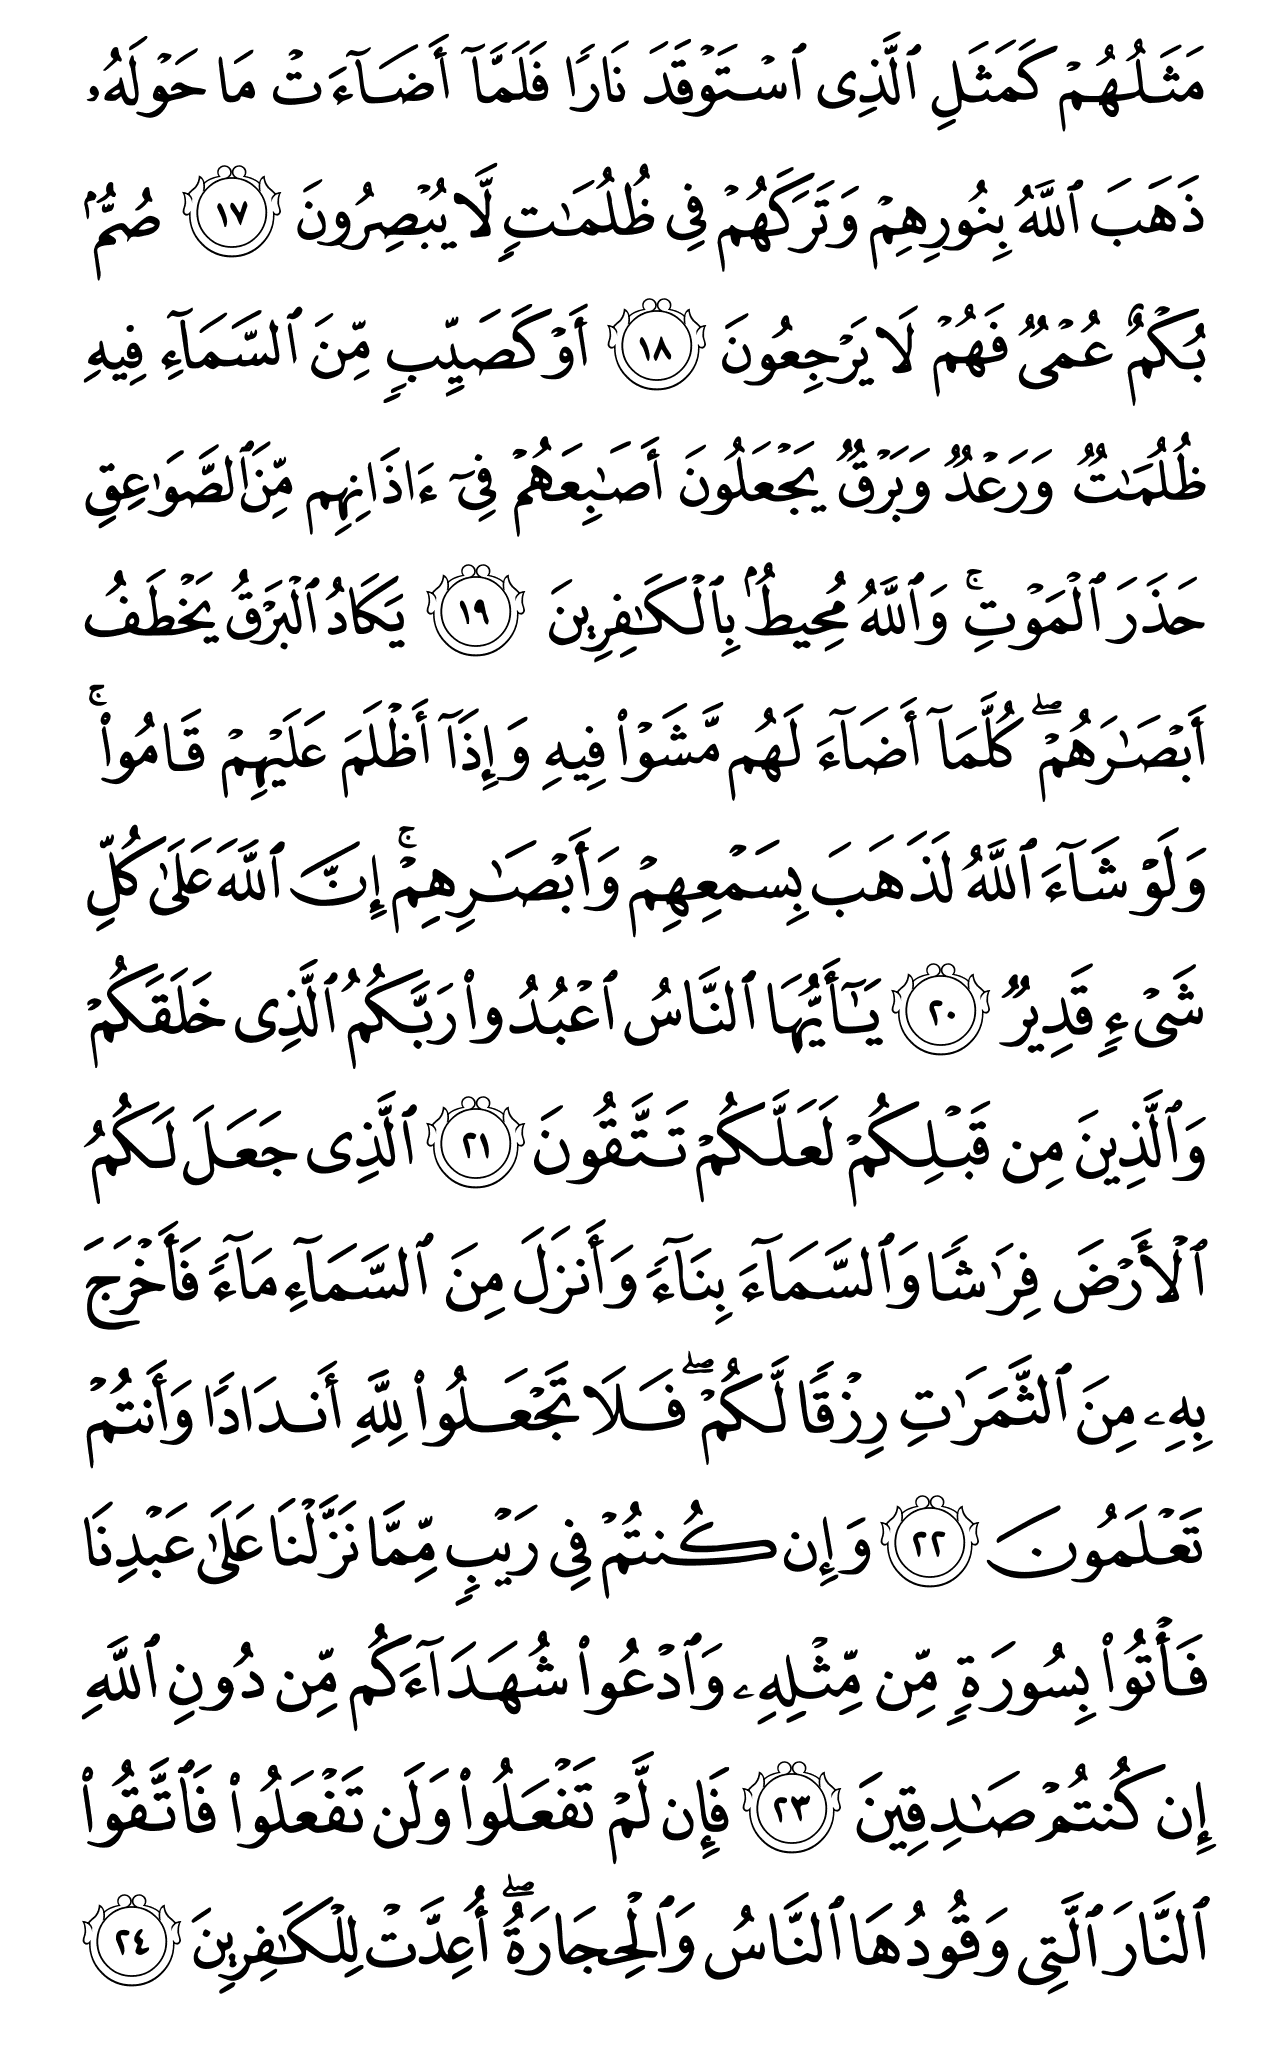 مَثَلُهُمْ كَمَثَلِ ٱلَّذِى ٱسْتَوْقَدَ نَارًا فَلَمَّآ أَضَآءَتْ مَا حَوْلَهُۥ
ذَهَبَ ٱللَّهُ بِنُورِهِمْ وَتَرَكَهُمْ فِى ظُلُمَـٰتٍ لَّا يُبْصِرُونَ ١٧ صُمٌّۢ
بُكْمٌ عُمْىٌ فَهُمْ لَا يَرْجِعُونَ ١٨ أَوْ كَصَيِّبٍ مِّنَ ٱلسَّمَآءِ فِيهِ
ظُلُمَـٰتٌ وَرَعْدٌ وَبَرْقٌ يَجْعَلُونَ أَصَـٰبِعَهُمْ فِىٓ ءَاذَانِهِم مِّنَ ٱلصَّوَٰعِقِ
حَذَرَ ٱلْمَوْتِ ۚ وَٱللَّهُ مُحِيطٌۢ بِٱلْكَـٰفِرِينَ ١٩ يَكَادُ ٱلْبَرْقُ يَخْطَفُ
أَبْصَـٰرَهُمْ ۖ كُلَّمَآ أَضَآءَ لَهُم مَّشَوْا۟ فِيهِ وَإِذَآ أَظْلَمَ عَلَيْهِمْ قَامُوا۟ ۚ
وَلَوْ شَآءَ ٱللَّهُ لَذَهَبَ بِسَمْعِهِمْ وَأَبْصَـٰرِهِمْ ۚ إِنَّ ٱللَّهَ عَلَىٰ كُلِّ
شَىْءٍ قَدِيرٌ ٢٠ يَـٰٓأَيُّهَا ٱلنَّاسُ ٱعْبُدُوا۟ رَبَّكُمُ ٱلَّذِى خَلَقَكُمْ
وَٱلَّذِينَ مِن قَبْلِكُمْ لَعَلَّكُمْ تَتَّقُونَ ٢١ ٱلَّذِى جَعَلَ لَكُمُ
ٱلْأَرْضَ فِرَٰشًا وَٱلسَّمَآءَ بِنَآءً وَأَنزَلَ مِنَ ٱلسَّمَآءِ مَآءً فَأَخْرَجَ
بِهِۦ مِنَ ٱلثَّمَرَٰتِ رِزْقًا لَّكُمْ ۖ فَلَا تَجْعَلُوا۟ لِلَّهِ أَندَادًا وَأَنتُمْ
تَعْلَمُونَ ٢٢ وَإِن كُنتُمْ فِى رَيْبٍ مِّمَّا نَزَّلْنَا عَلَىٰ عَبْدِنَا
فَأْتُوا۟ بِسُورَةٍ مِّن مِّثْلِهِۦ وَٱدْعُوا۟ شُهَدَآءَكُم مِّن دُونِ ٱللَّهِ
إِن كُنتُمْ صَـٰدِقِينَ ٢٣ فَإِن لَّمْ تَفْعَلُوا۟ وَلَن تَفْعَلُوا۟ فَٱتَّقُوا۟
ٱلنَّارَ ٱلَّتِى وَقُودُهَا ٱلنَّاسُ وَٱلْحِجَارَةُ ۖ أُعِدَّتْ لِلْكَـٰفِرِينَ ٢٤